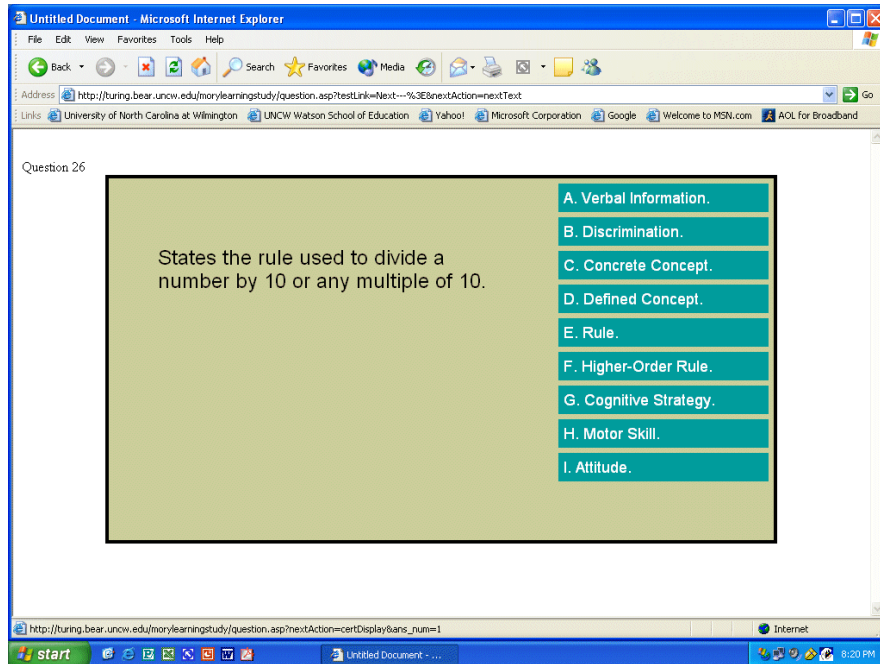 Untitled Document - Microsoft Internet Explorer
File Edit View Favorites Tools Help
Back Search Favorites Media
Address http://turing.bear.uncw.edu/morylearningstudy/question.asp?testLink=Next---%3E&nextAction=nextText Go
Links University of North Carolina at Wilmington UNCW Watson School of Education Yahoo! Microsoft Corporation Google Welcome to MSN.com AOL for Broadband
Question 26
States the rule used to divide a
number by 10 or any multiple of 10.
A. Verbal Information.
B. Discrimination.
C. Concrete Concept.
D. Defined Concept.
E. Rule.
F. Higher-Order Rule.
G. Cognitive Strategy.
H. Motor Skill.
I. Attitude.
http://turing.bear.uncw.edu/morylearningstudy/question.asp?nextAction=certDisplay&ans_num=1 Internet
start Untitled Document - ... 8:20 PM